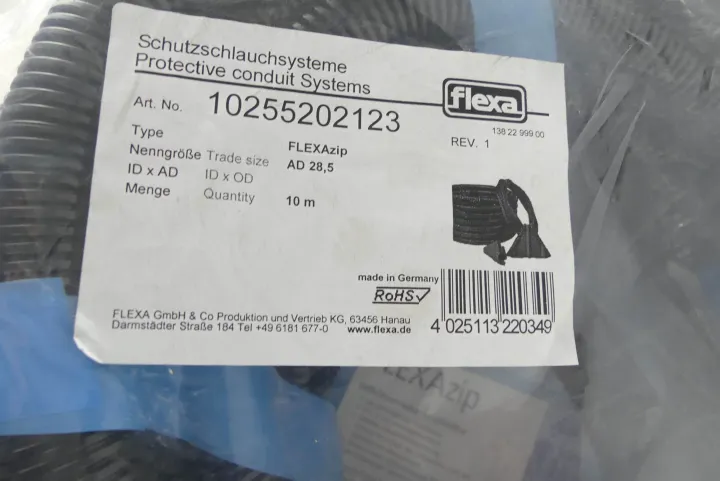 Schutzschlauchsysteme
Protective conduit Systems
flexa
Art. No. 10255202123
138 22 999 00
REV. 1
Type FLEXAzip
Nenngröße Trade size AD 28,5
ID x AD ID x OD
Menge Quantity 10 m
made in Germany
RoHS
FLEXA GmbH & Co Produktion und Vertrieb KG, 63456 Hanau
Darmstädter Straße 184 Tel +49 6181 677-0 www.flexa.de
4 025113 220349
FLEXAzip